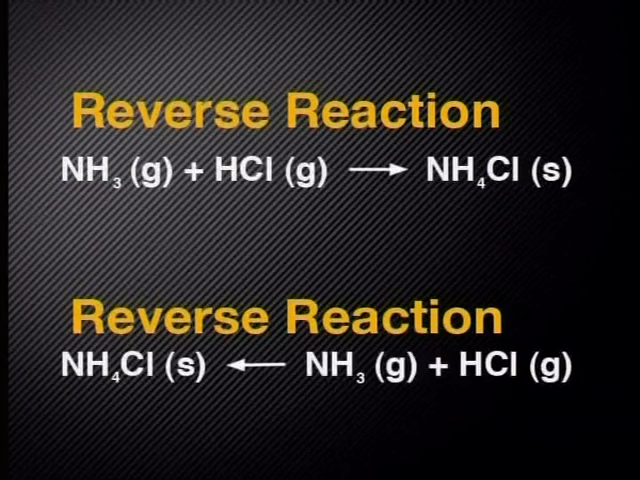 Reverse Reaction
NH₃ (g) + HCl (g) ⟶ NH₄Cl (s)
Reverse Reaction
NH₄Cl (s) ⟵ NH₃ (g) + HCl (g)